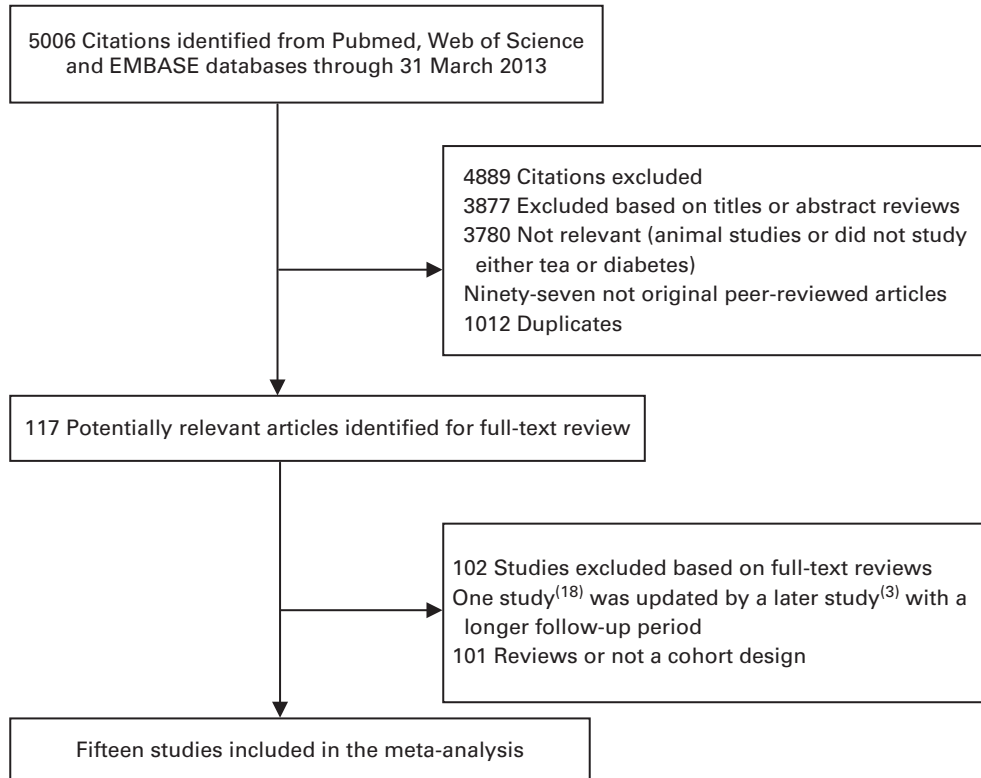 5006 Citations identified from Pubmed, Web of Science
and EMBASE databases through 31 March 2013
4889 Citations excluded
3877 Excluded based on titles or abstract reviews
3780 Not relevant (animal studies or did not study
either tea or diabetes)
Ninety-seven not original peer-reviewed articles
1012 Duplicates
117 Potentially relevant articles identified for full-text review
102 Studies excluded based on full-text reviews
One study(18) was updated by a later study(3) with a
longer follow-up period
101 Reviews or not a cohort design
Fifteen studies included in the meta-analysis